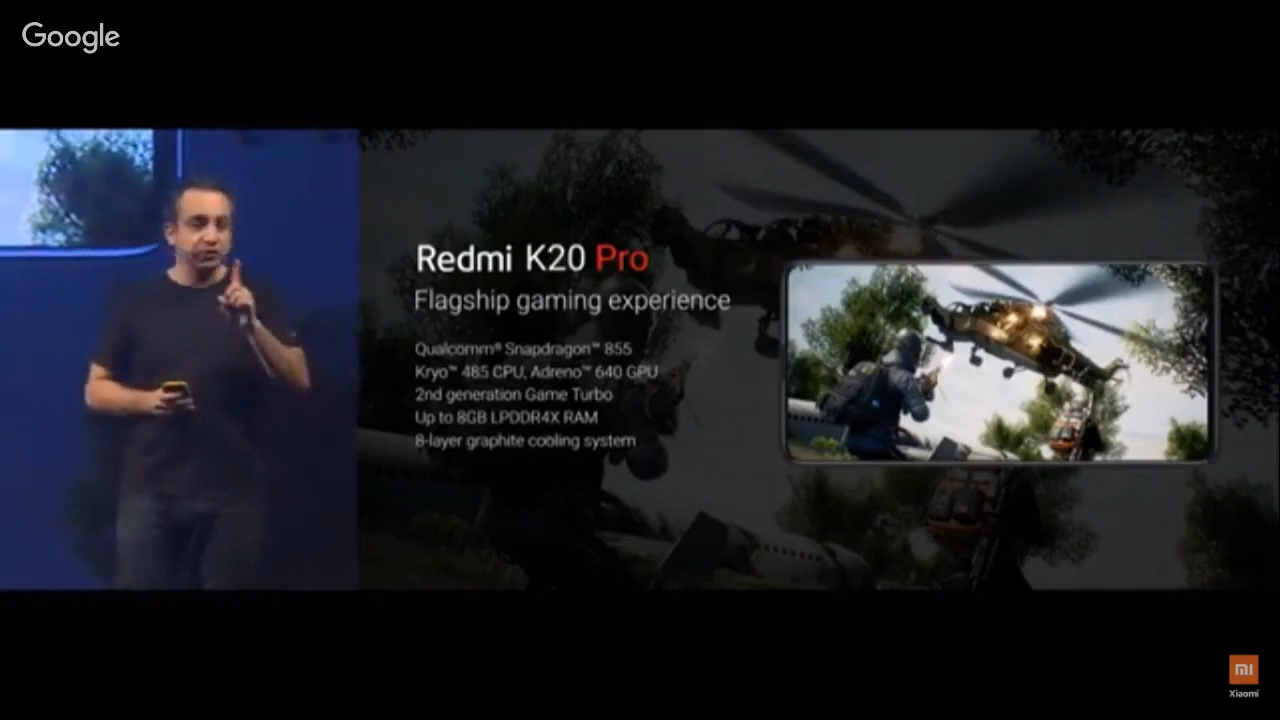 Google
Redmi K20 Pro
Flagship gaming experience
Qualcomm® Snapdragon™ 855
Kryo™ 485 CPU, Adreno™ 640 GPU
2nd generation Game Turbo
Up to 8GB LPDDR4X RAM
8-layer graphite cooling system
mi
Xiaomi